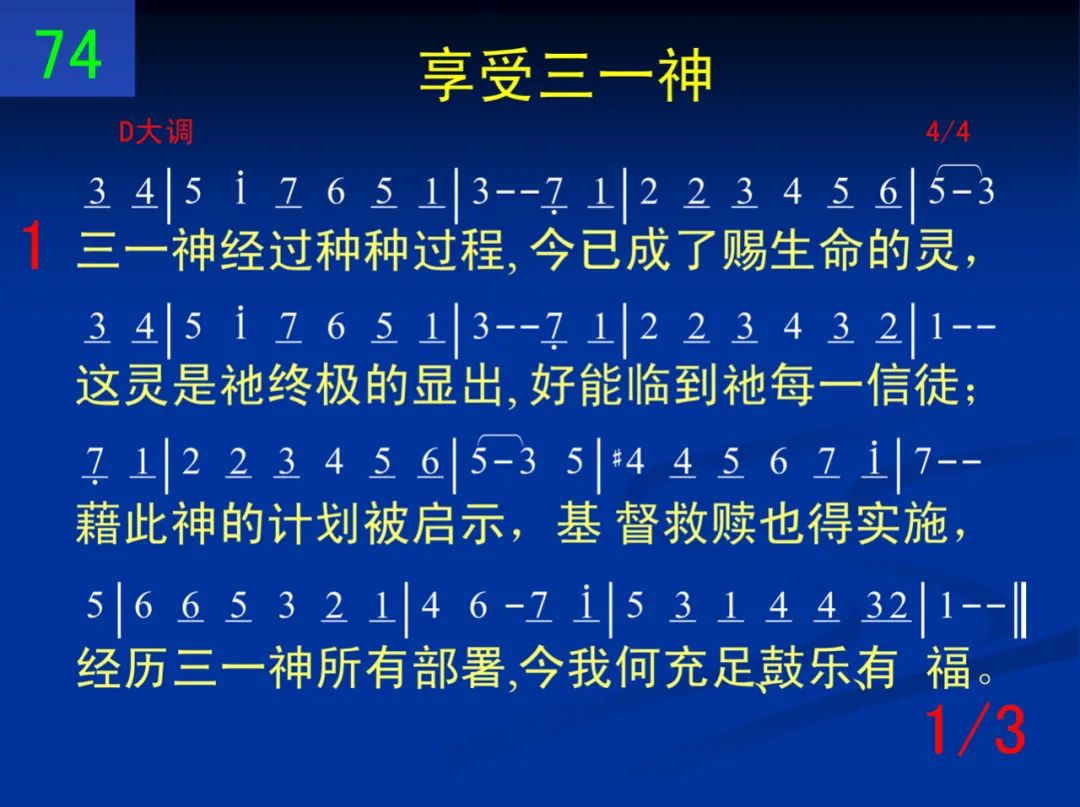 74
享受三一神
D大调 4/4
3 4|5 i 7 6 5 1|3--7 1|2 2 3 4 5 6|5-3
1 三一神经过种种过程,今已成了赐生命的灵,
3 4|5 i 7 6 5 1|3--7 1|2 2 3 4 3 2|1--
这灵是祂终极的显出,好能临到祂每一信徒;
7 1|2 2 3 4 5 6|5-3 5|#4 4 5 6 7 i|7--
藉此神的计划被启示，基 督救赎也得实施，
5|6 6 5 3 2 1|4 6 -7 i|5 3 1 4 4 32|1--‖
经历三一神所有部署,今我何充足、鼓乐、有 福。
1/3